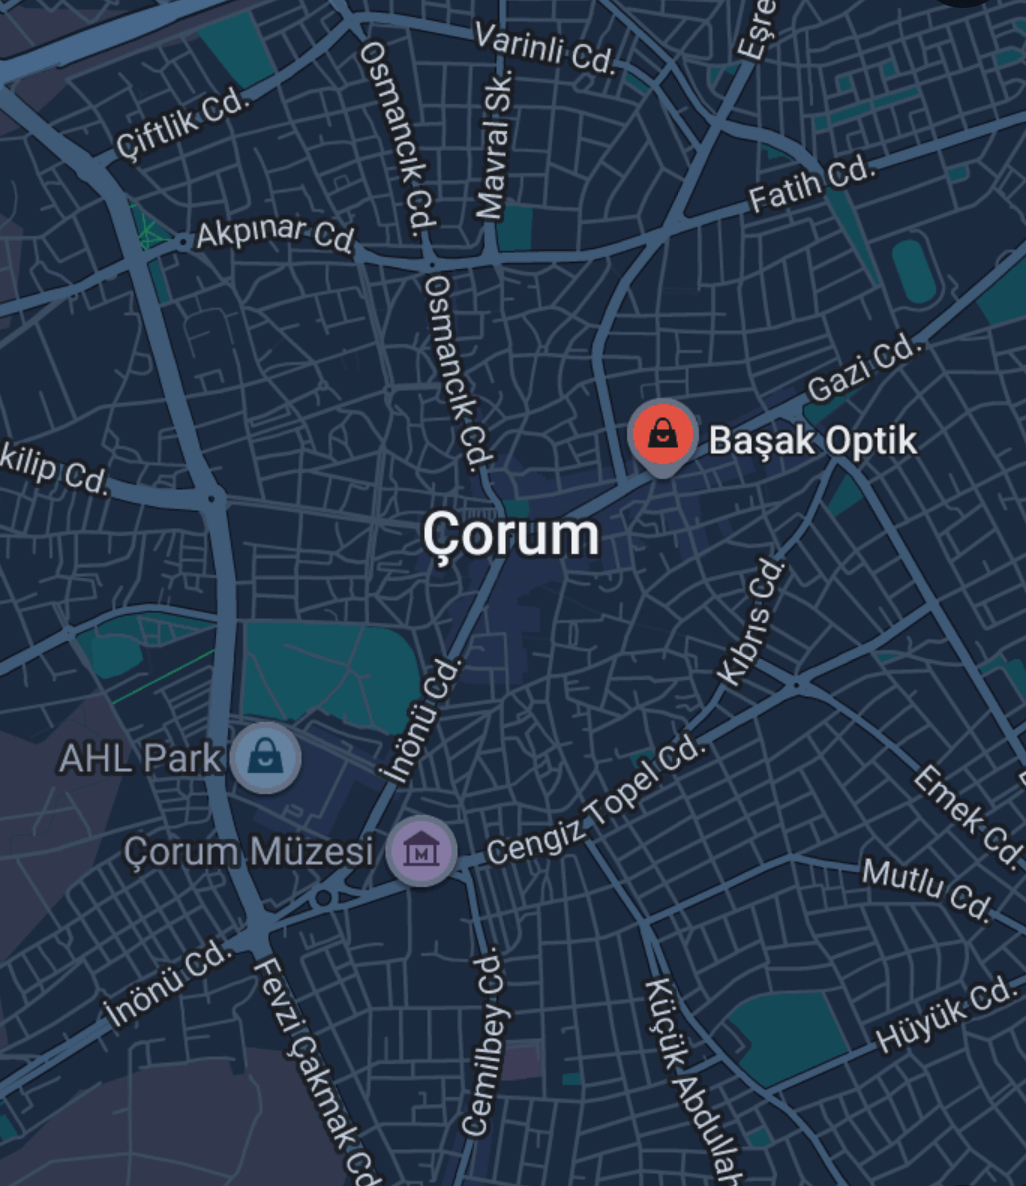 Varinli Cd.
Eşre
Osmancık Cd.
Mavral Sk.
Çiftlik Cd.
Fatih Cd.
Akpınar Cd
Osmancık Cd.
Gazi Cd.
Başak Optik
kilip Cd.
Çorum
Kıbrıs Cd.
İnönü Cd.
AHL Park
Cengiz Topel Cd.
Emek Cd.
Çorum Müzesi
M
Mutlu Cd.
İnönü Cd.
Fevzi Çakmak Cd
Cemilbey Cd.
Küçük Abdullah
Hüyük Cd.